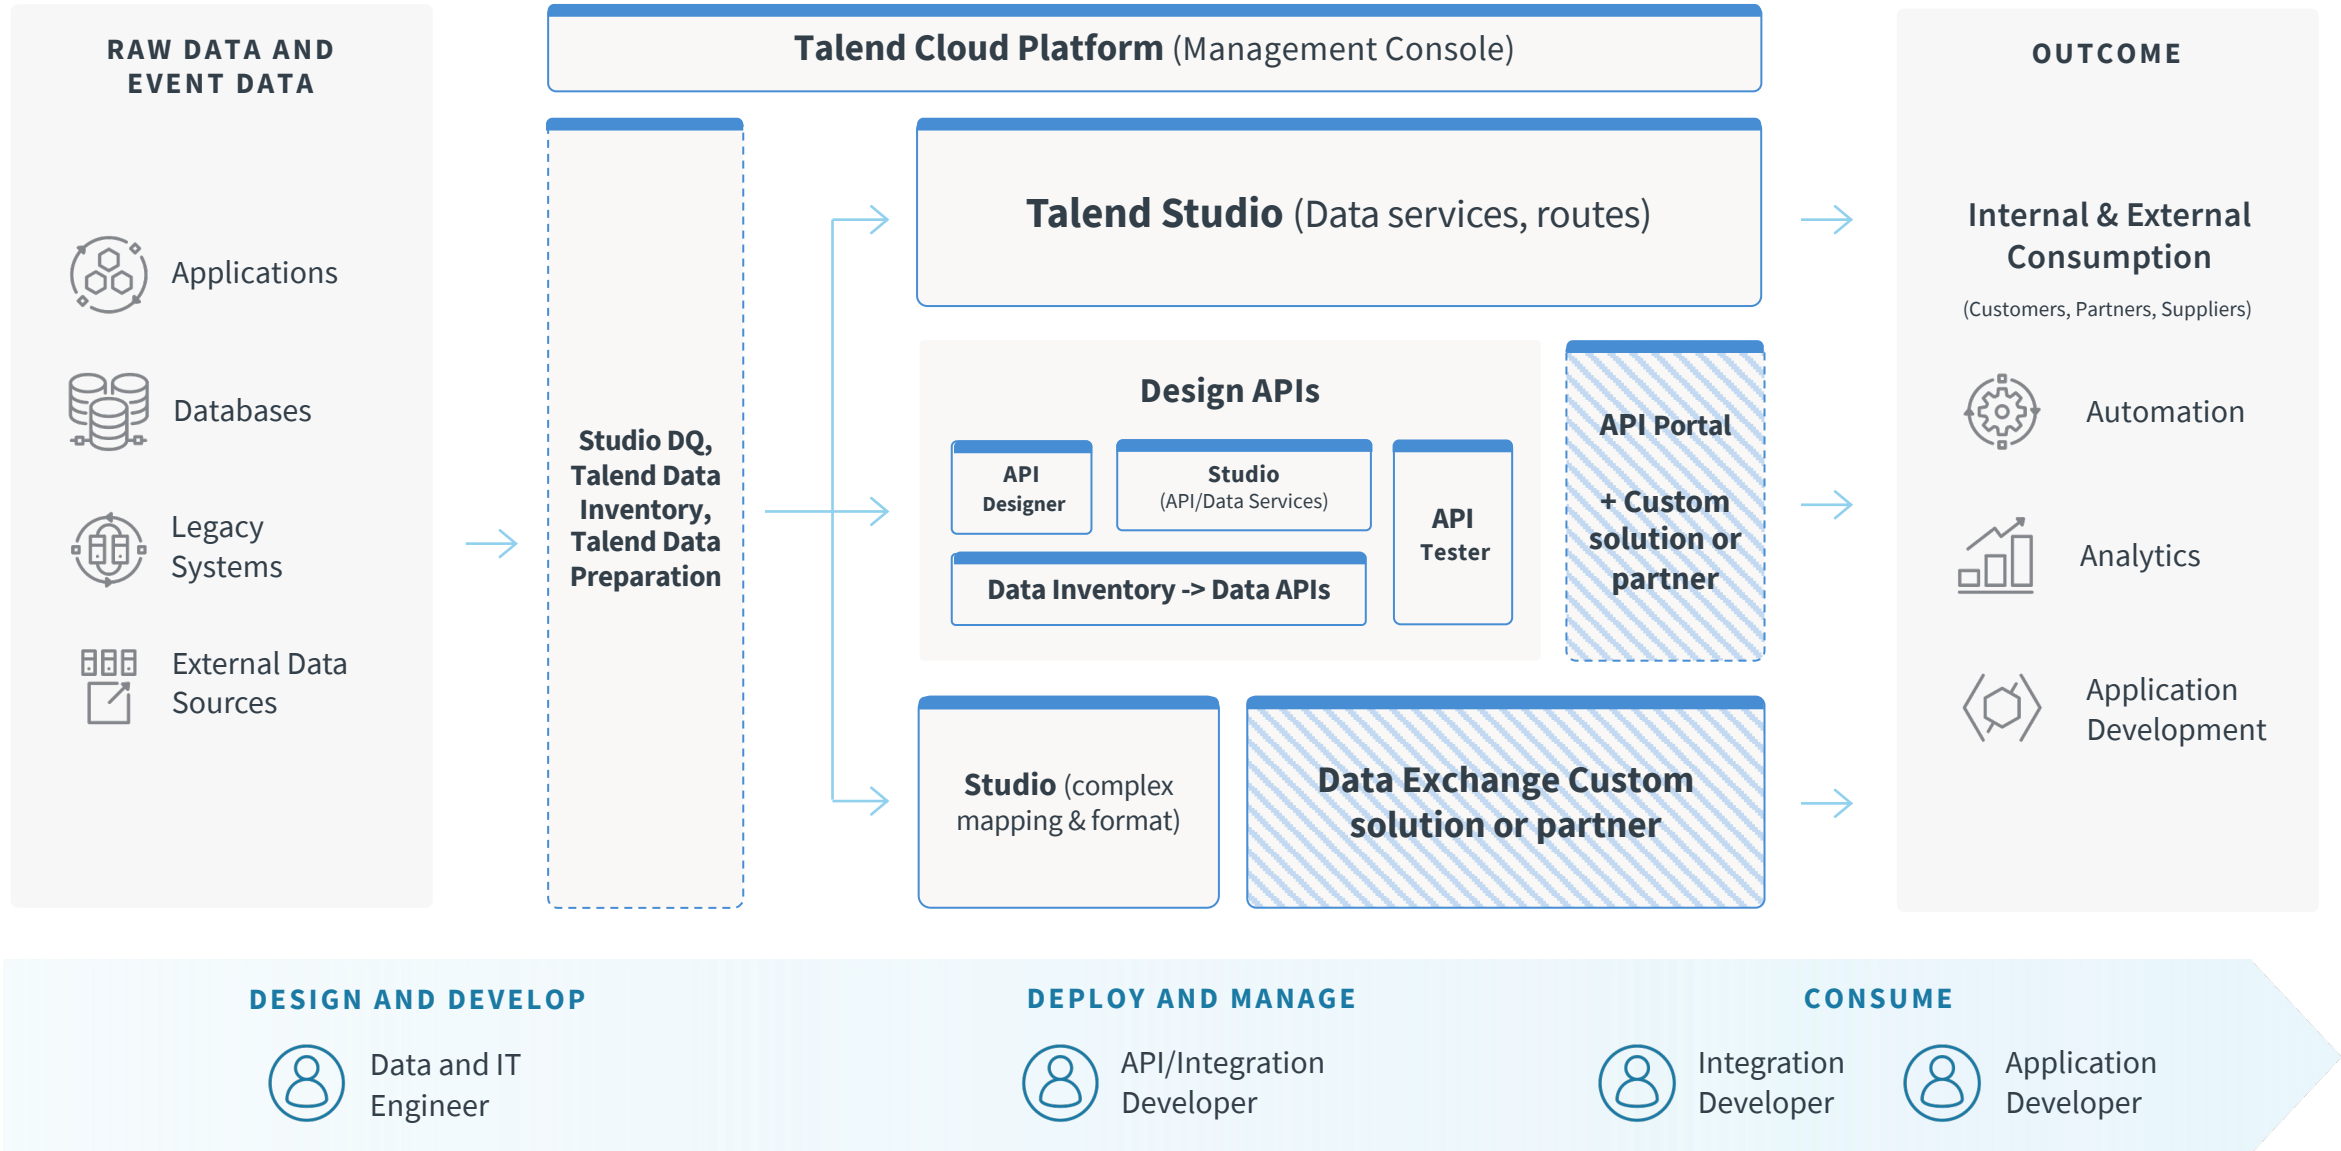 RAW DATA AND
EVENT DATA
Applications
Databases
Legacy
Systems
External Data
Sources
Talend Cloud Platform (Management Console)
Studio DQ,
Talend Data
Inventory,
Talend Data
Preparation
Talend Studio (Data services, routes)
Design APIs
API
Designer
Studio
(API/Data Services)
Data Inventory -> Data APIs
API
Tester
API Portal
+ Custom
solution or
partner
Studio (complex
mapping & format)
Data Exchange Custom
solution or partner
OUTCOME
Internal & External
Consumption
(Customers, Partners, Suppliers)
Automation
Analytics
Application
Development
DESIGN AND DEVELOP
Data and IT
Engineer
DEPLOY AND MANAGE
API/Integration
Developer
CONSUME
Integration
Developer
Application
Developer